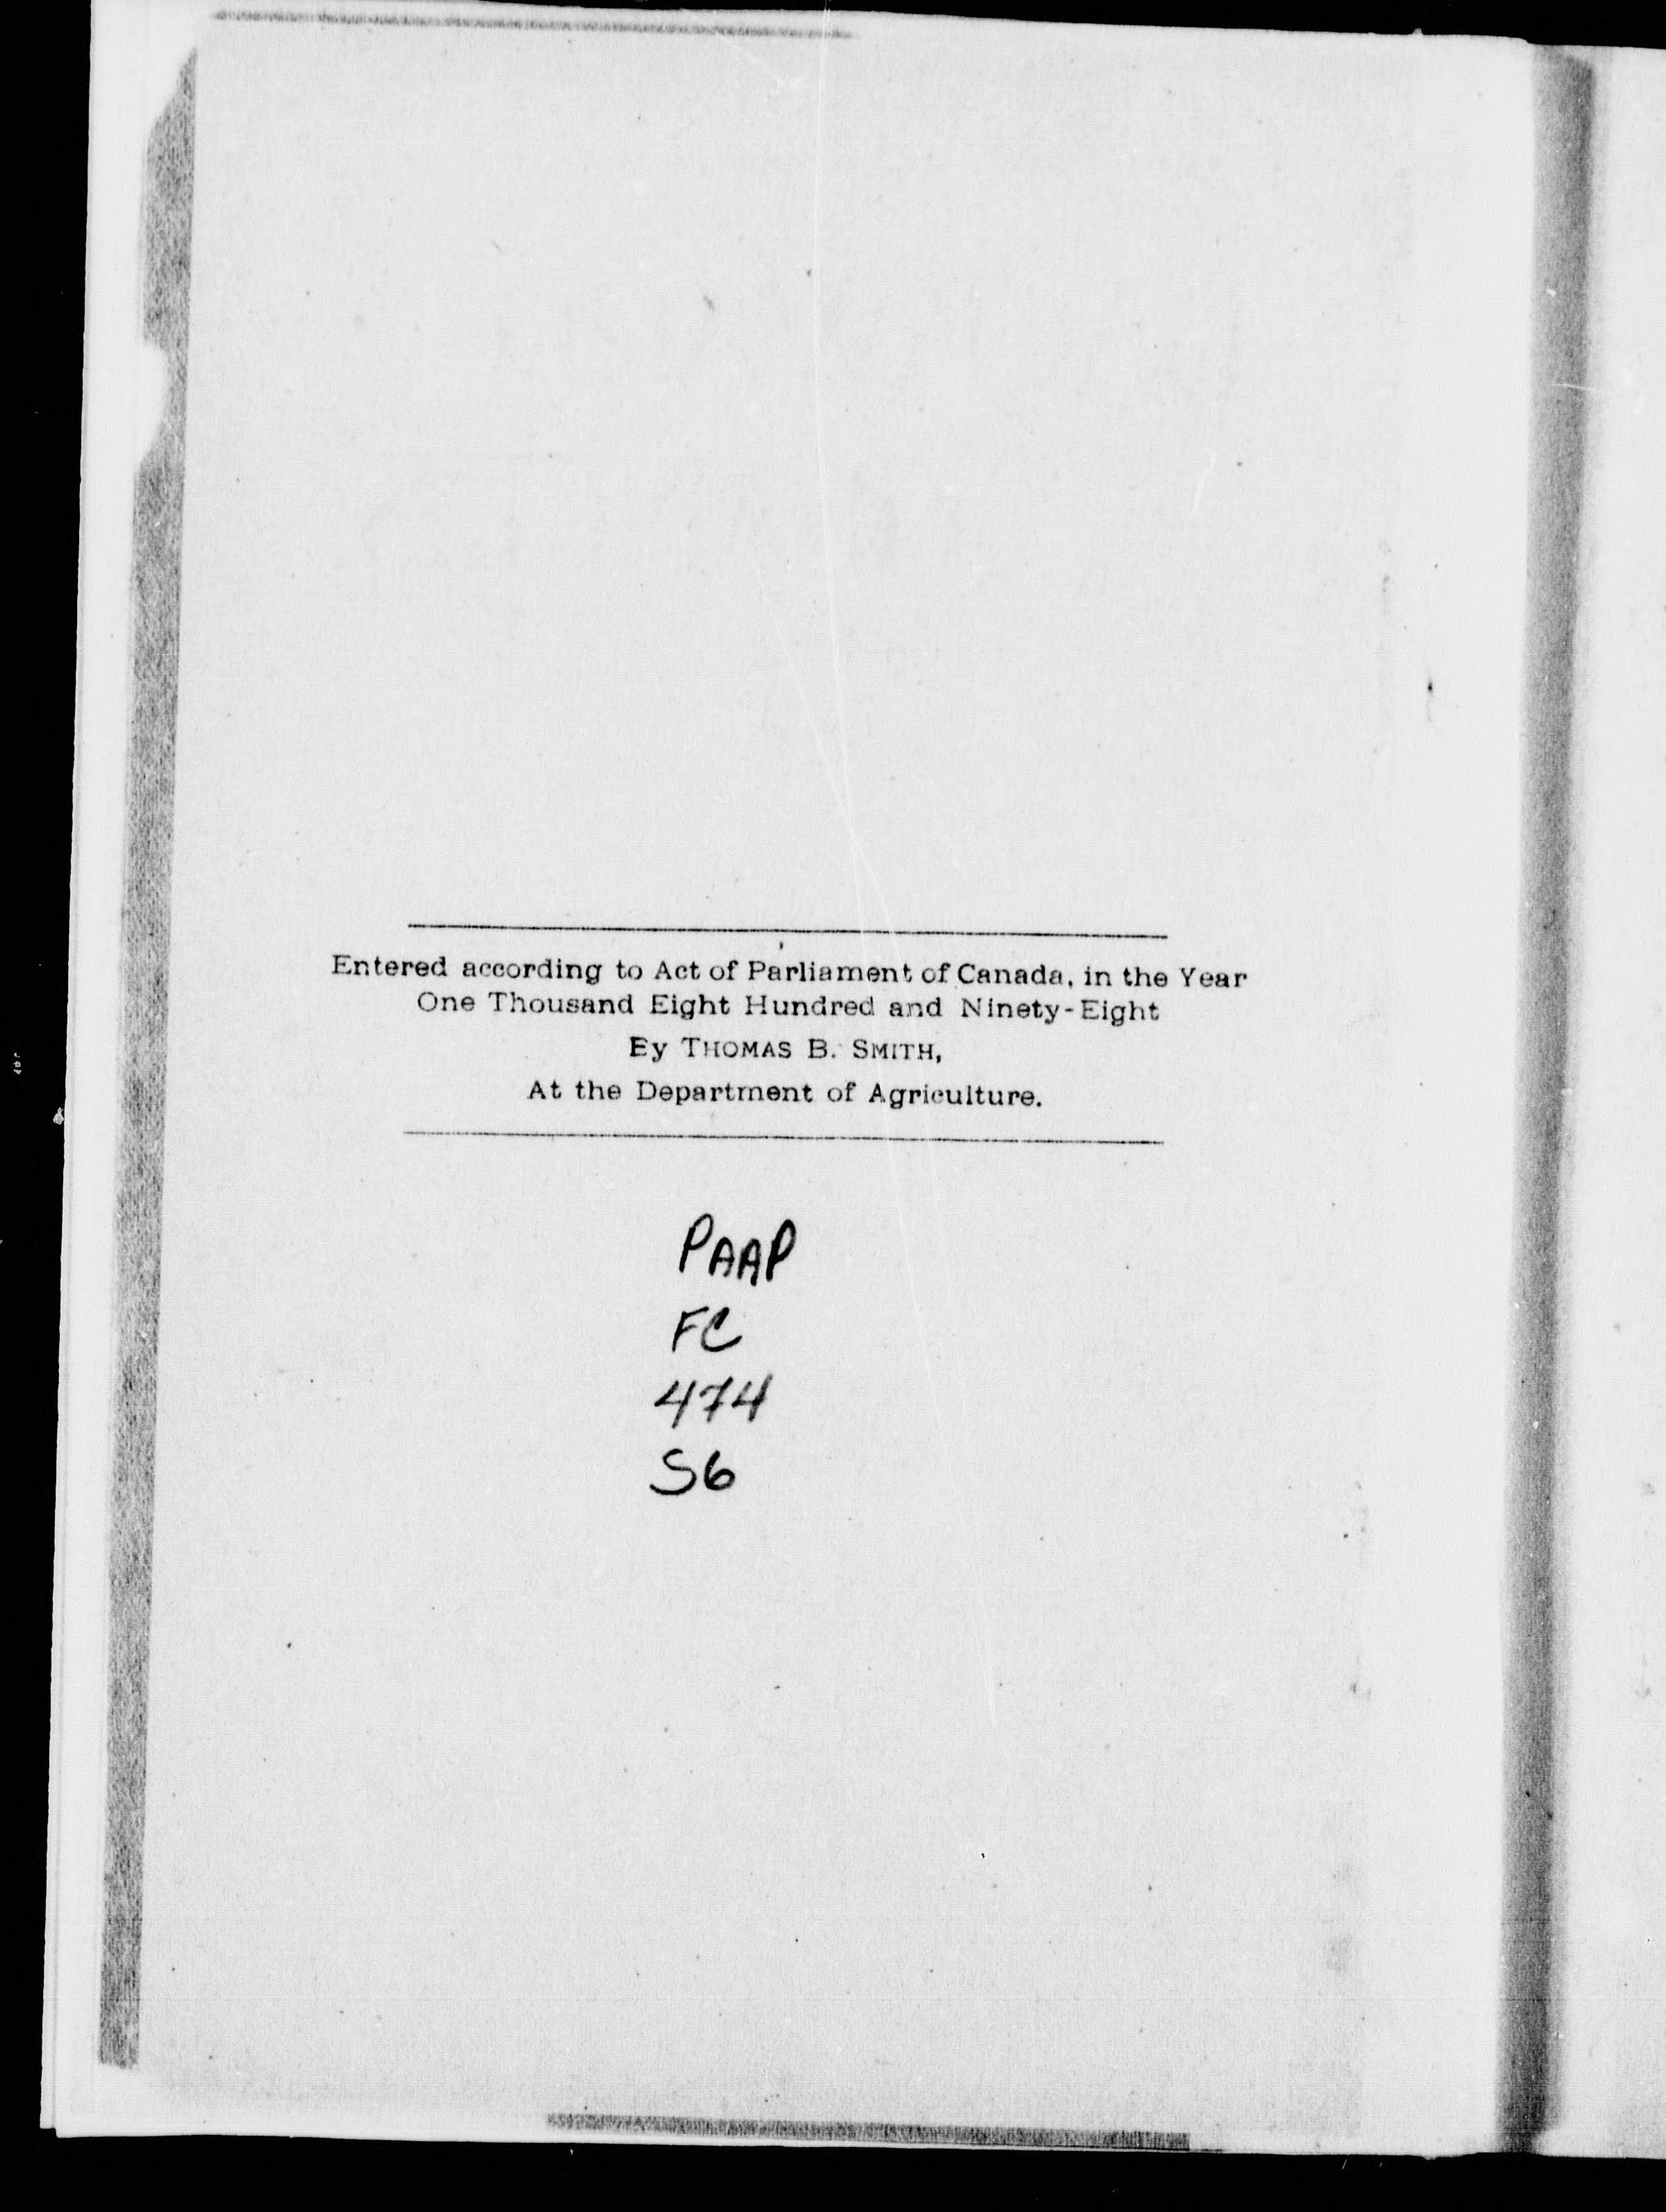 Entered according to Act of Parliament of Canada, in the Year
One Thousand Eight Hundred and Ninety-Eight
By THOMAS B. SMITH,
At the Department of Agriculture.
PAAP
FC
474
S6